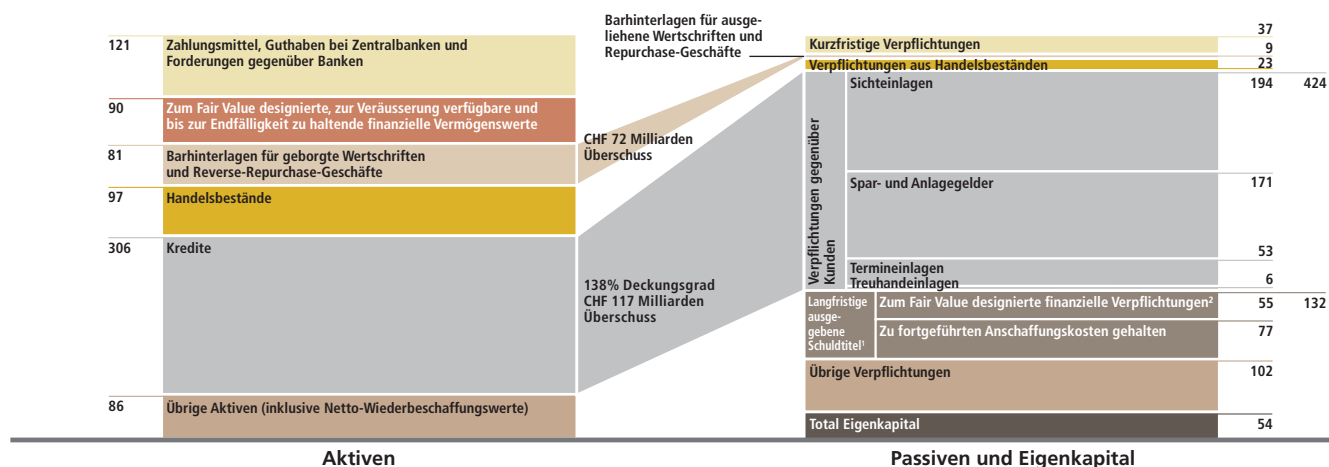 121
Zahlungsmittel, Guthaben bei Zentralbanken und
Forderungen gegenüber Banken
90
Zum Fair Value designierte, zur Veräusserung verfügbare und
bis zur Endfälligkeit zu haltende finanzielle Vermögenswerte
81
Barhinterlagen für geborgte Wertschriften
und Reverse-Repurchase-Geschäfte
97
Handelsbestände
306
Kredite
86
Übrige Aktiven (inklusive Netto-Wiederbeschaffungswerte)
Aktiven
CHF 72 Milliarden
Überschuss
138% Deckungsgrad
CHF 117 Milliarden
Überschuss
Barhinterlagen für ausge-
liehene Wertschriften und
Repurchase-Geschäfte
37
Kurzfristige Verpflichtungen
9
Verpflichtungen aus Handelsbeständen
23
Verpflichtungen gegenüber
Kunden
Sichteinlagen
194
424
Spar- und Anlagegelder
171
53
Termineinlagen
Treuhandeinlagen
6
Langfristige
ausge-
gebene
Schuldtitel¹
Zum Fair Value designierte finanzielle Verpflichtungen²
55
132
Zu fortgeführten Anschaffungskosten gehalten
77
Übrige Verpflichtungen
102
Total Eigenkapital
54
Passiven und Eigenkapital